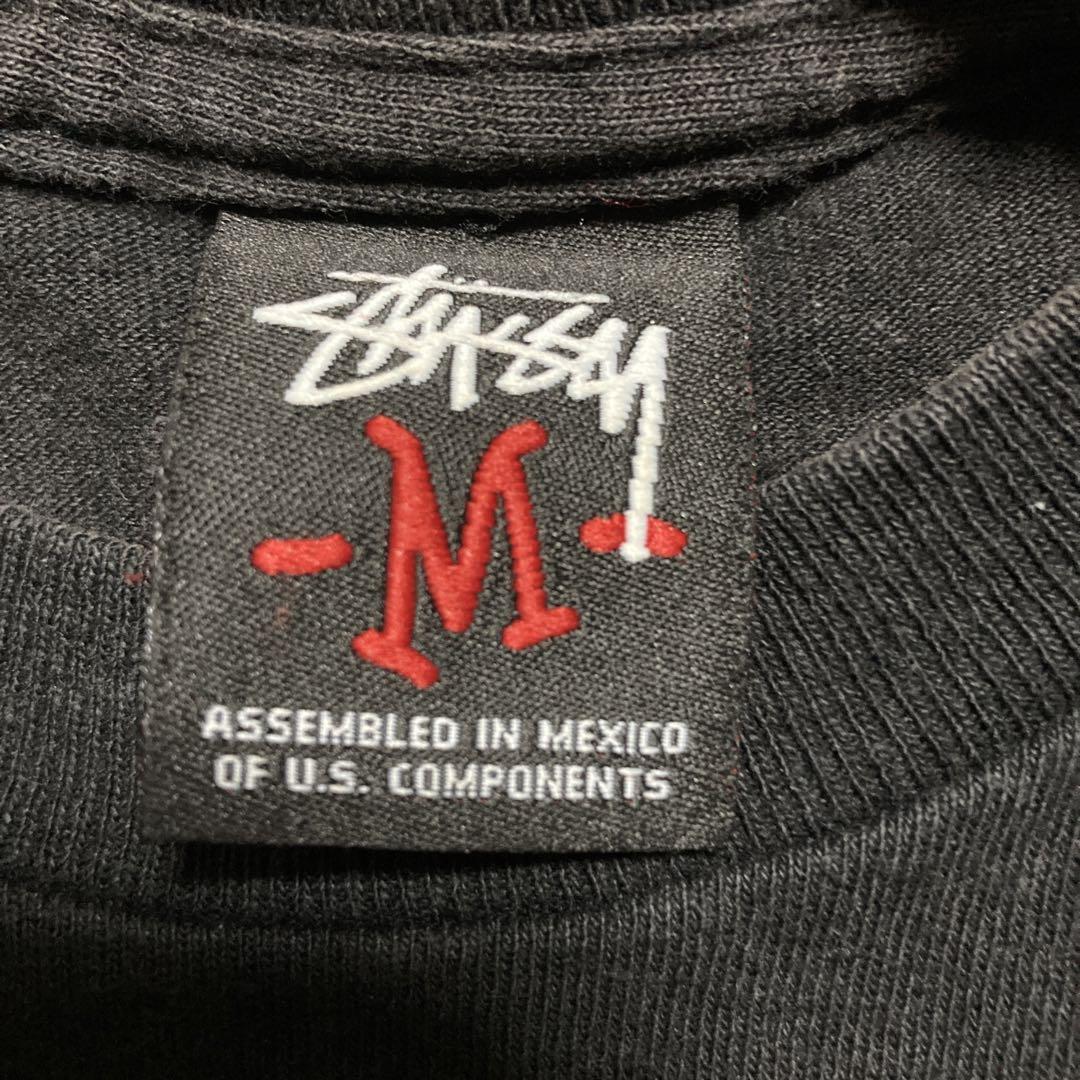 Stüssy
- M -
ASSEMBLED IN MEXICO
OF U.S. COMPONENTS